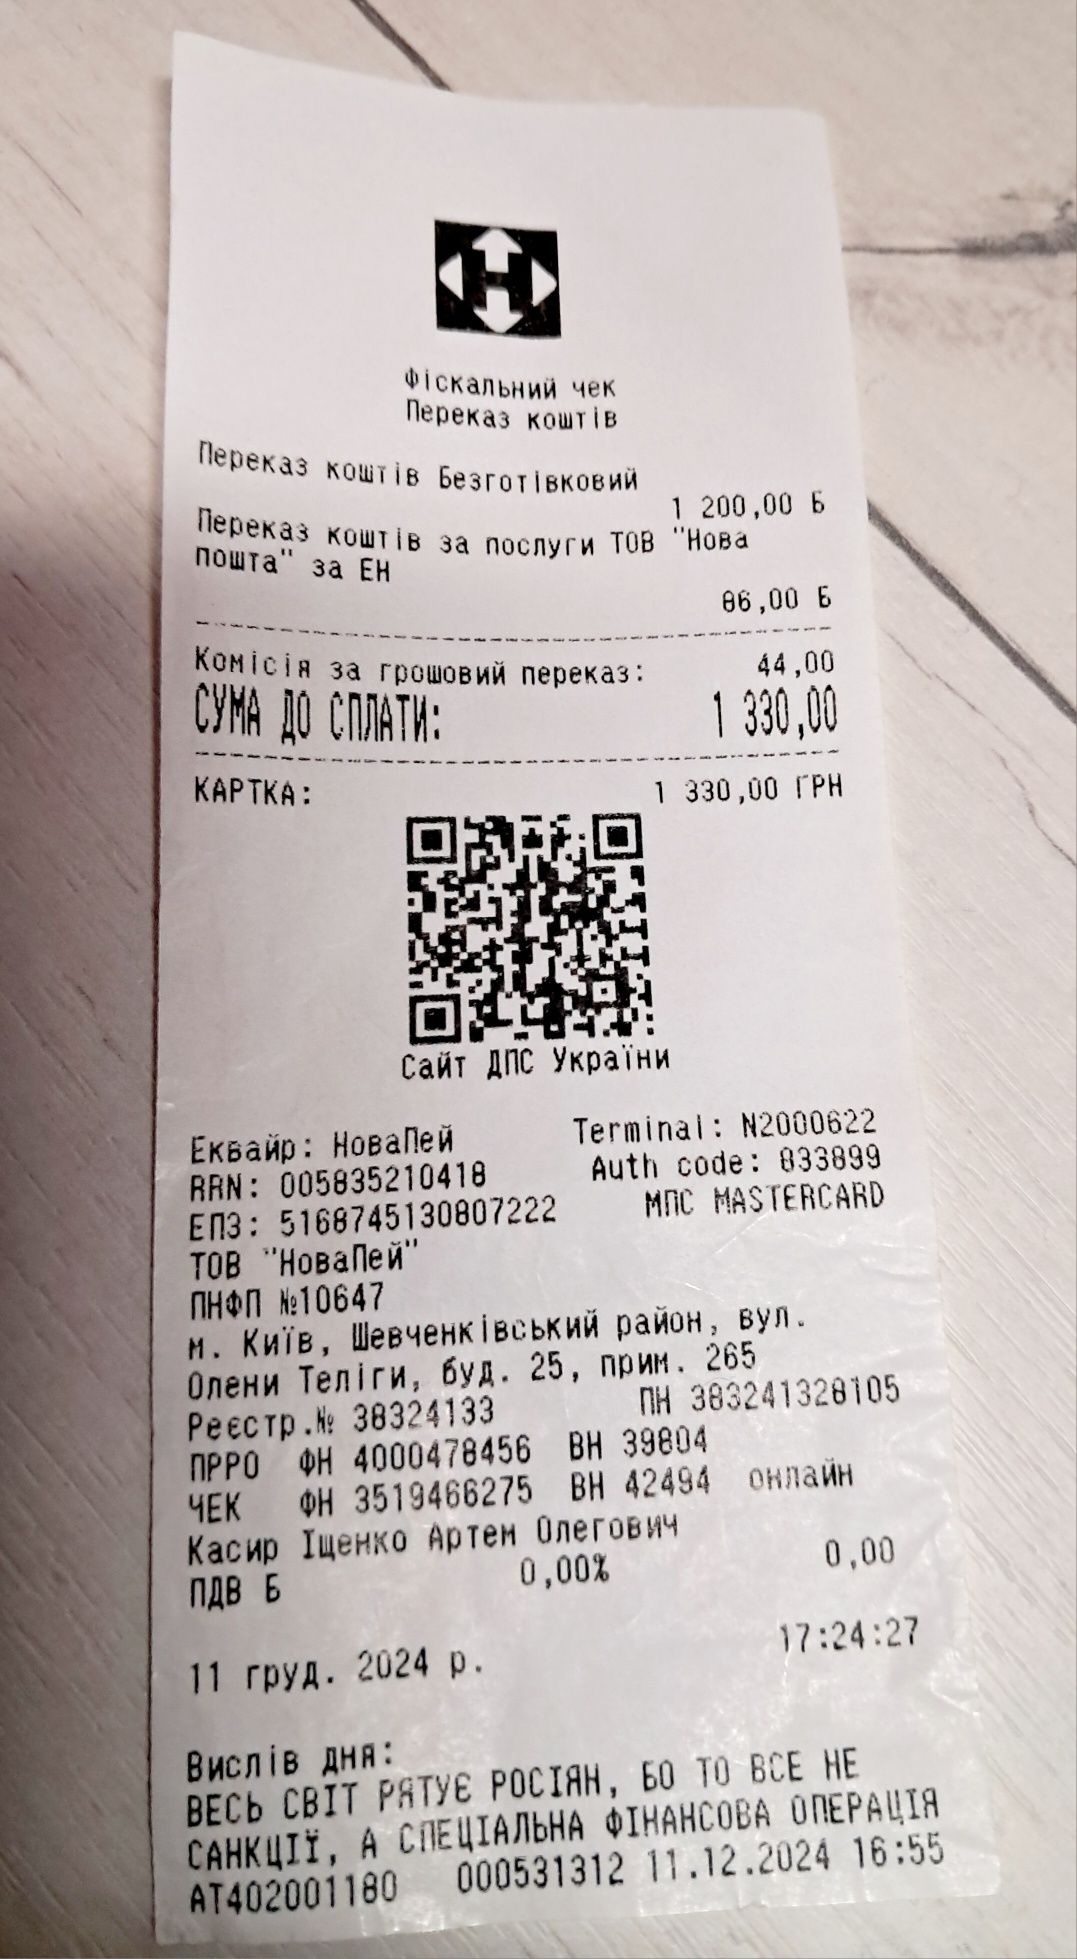 Фіскальний чек
Переказ коштів
Переказ коштів Безготівковий
1 200,00 Б
Переказ коштів за послуги ТОВ "Нова
пошта" за ЕН
86,00 Б
Комісія за грошовий переказ: 44,00
СУМА ДО СПЛАТИ: 1 330,00
КАРТКА: 1 330,00 ГРН
Сайт ДПС України
Еквайр: НоваПей Terminal: N2000622
RRN: 005835210418 Auth code: 833899
ЕПЗ: 5168745130807222 МПС MASTERCARD
ТОВ "НоваПей"
ПНФП №10647
м. Київ, Шевченківський район, вул.
Олени Теліги, буд. 25, прим. 265
Реєстр.№ 38324133 ПН 383241328105
ПРРО ФН 4000478456 ВН 39804
ЧЕК ФН 3519466275 ВН 42494 онлайн
Касир Іщенко Артем Олегович
ПДВ Б 0,00% 0,00
11 груд. 2024 р. 17:24:27
Вислів дня:
ВЕСЬ СВІТ РЯТУЄ РОСІЯН, БО ТО ВСЕ НЕ
САНКЦІЇ, А СПЕЦІАЛЬНА ФІНАНСОВА ОПЕРАЦІЯ
АТ402001180 000531312 11.12.2024 16:55